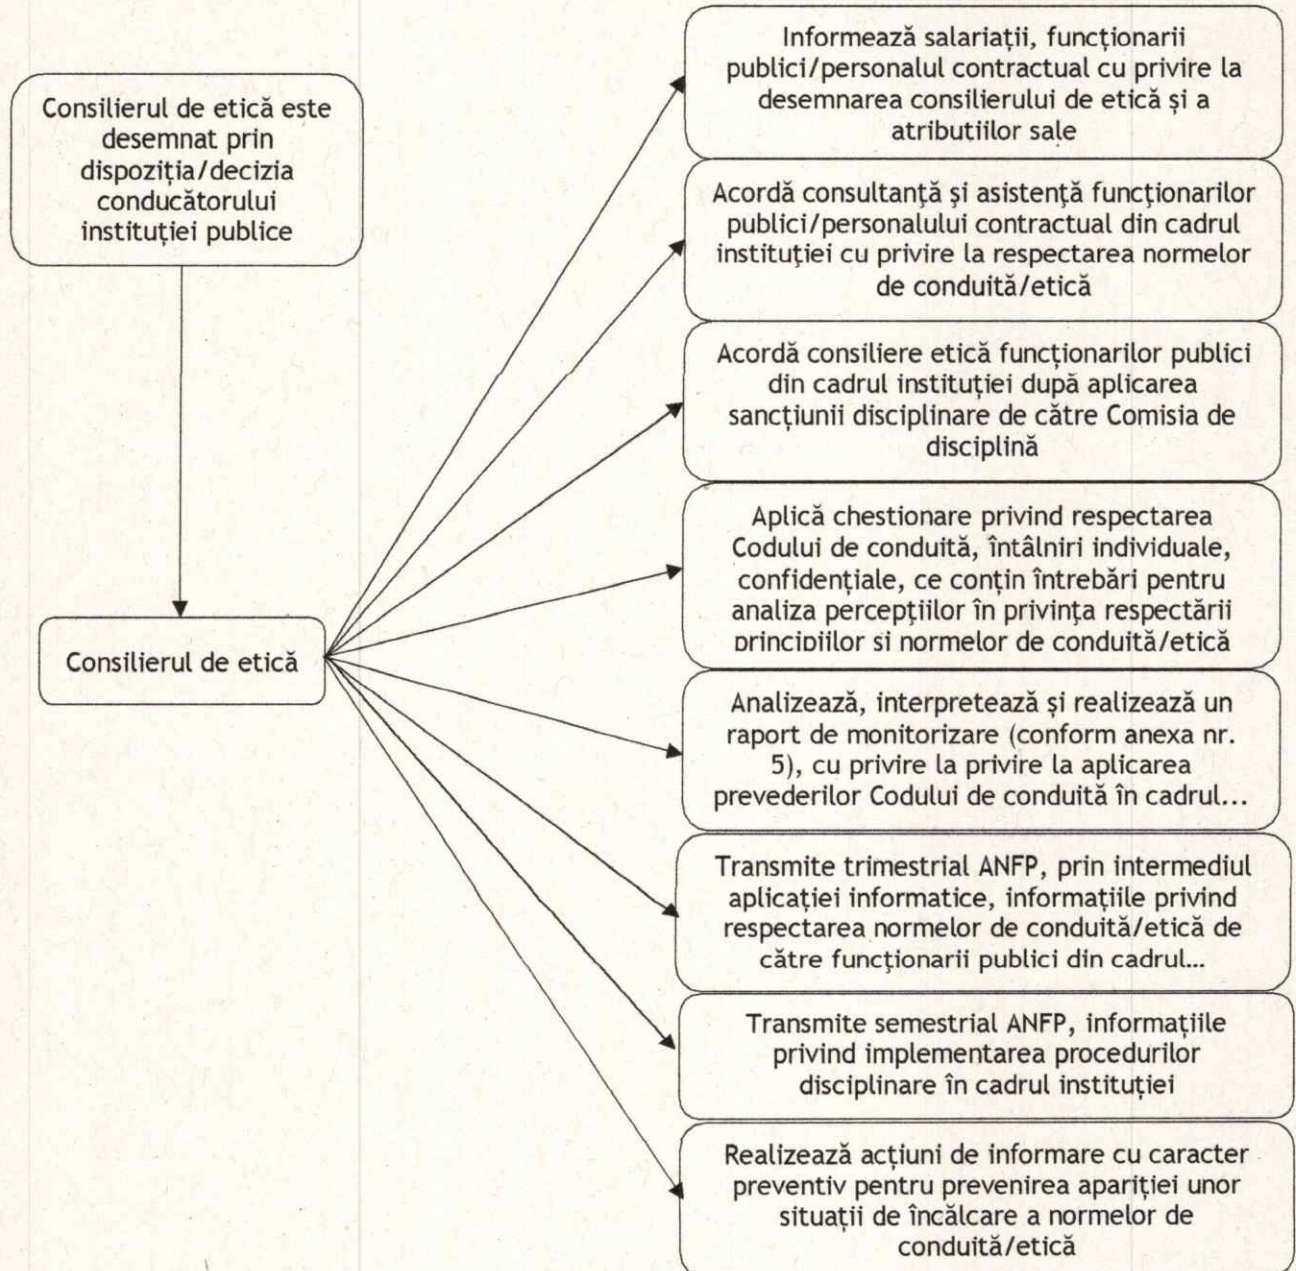 Consilierul de etică este
desemnat prin
dispoziția/decizia
conducătorului
instituției publice
Consilierul de etică
Informează salariații, funcționarii
publici/personalul contractual cu privire la
desemnarea consilierului de etică și a
atributiilor sale
Acordă consultanță și asistență funcţionarilor
publici/personalului contractual din cadrul
instituţiei cu privire la respectarea normelor
de conduită/etică
Acordă consiliere etică funcționarilor publici
din cadrul instituției după aplicarea
sancțiunii disciplinare de către Comisia de
disciplină
Aplică chestionare privind respectarea
Codului de conduită, întâlniri individuale,
confidențiale, ce conțin întrebări pentru
analiza percepţiilor în privinţa respectării
principiilor si normelor de conduită/etică
Analizează, interpretează și realizează un
raport de monitorizare (conform anexa nr.
5), cu privire la privire la aplicarea
prevederilor Codului de conduită în cadrul...
Transmite trimestrial ANFP, prin intermediul
aplicației informatice, informațiile privind
respectarea normelor de conduită/etică de
către funcţionarii publici din cadrul...
Transmite semestrial ANFP, informațiile
privind implementarea procedurilor
disciplinare în cadrul instituției
Realizează acțiuni de informare cu caracter
preventiv pentru prevenirea apariției unor
situații de încălcare a normelor de
conduită/etică